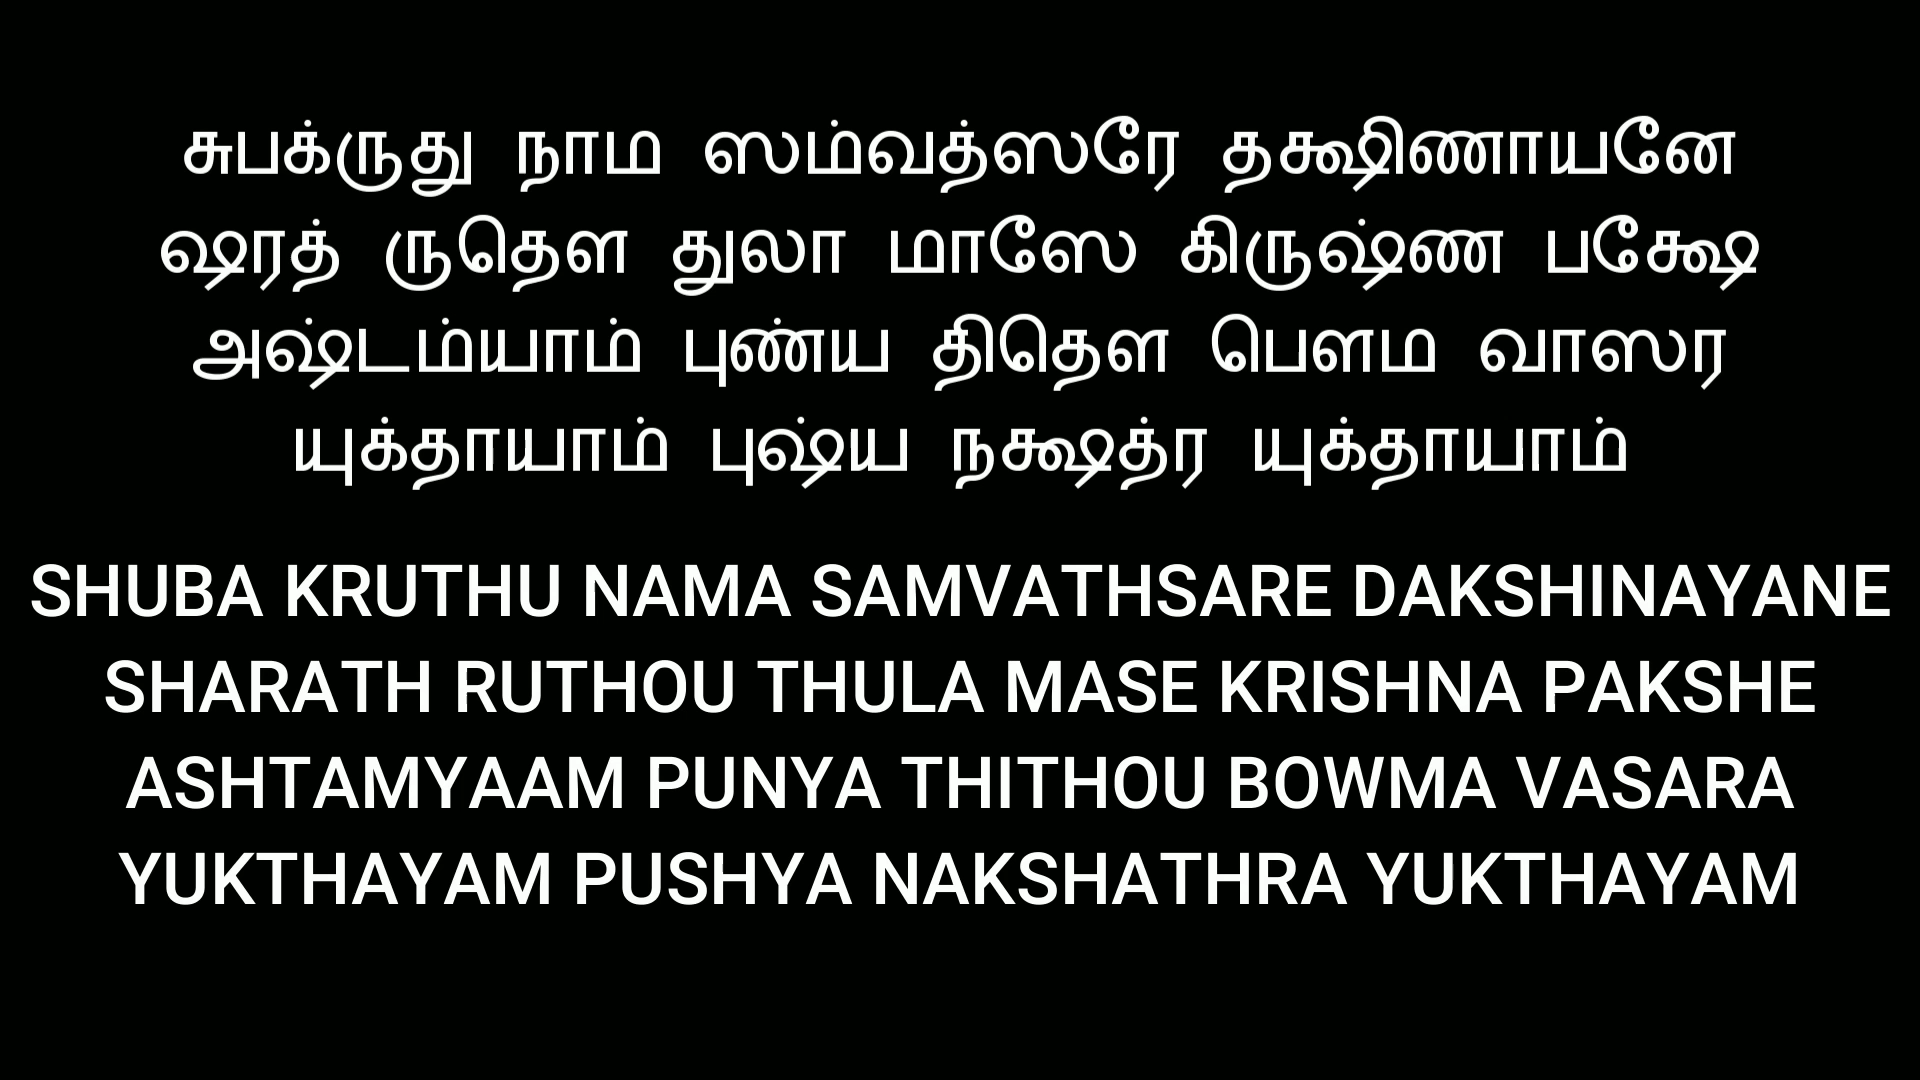 சுபக்ருது நாம ஸம்வத்ஸரே தக்ஷிணாயனே
ஷரத் ருதௌ துலா மாஸே கிருஷ்ண பக்ஷே
அஷ்டம்யாம் புண்ய திதௌ பௌம வாஸர
யுக்தாயாம் புஷ்ய நக்ஷத்ர யுக்தாயாம்
SHUBA KRUTHU NAMA SAMVATHSARE DAKSHINAYANE
SHARATH RUTHOU THULA MASE KRISHNA PAKSHE
ASHTAMYAAM PUNYA THITHOU BOWMA VASARA
YUKTHAYAM PUSHYA NAKSHATHRA YUKTHAYAM